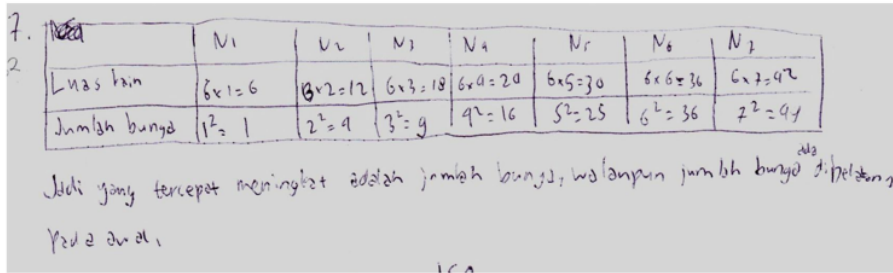 7.
N1 N2 N3 N4 N5 N6 N7
2
Luas kain 6x1=6 6x2=12 6x3=18 6x4=24 6x5=30 6x6=36 6x7=42
Jumlah bunga 1²=1 2²=4 3²=9 4²=16 5²=25 6²=36 7²=49
Jadi yang tercepat meningkat adalah jumlah bunga, walaupun jumlah bunga ada dibelakang
pada awal,